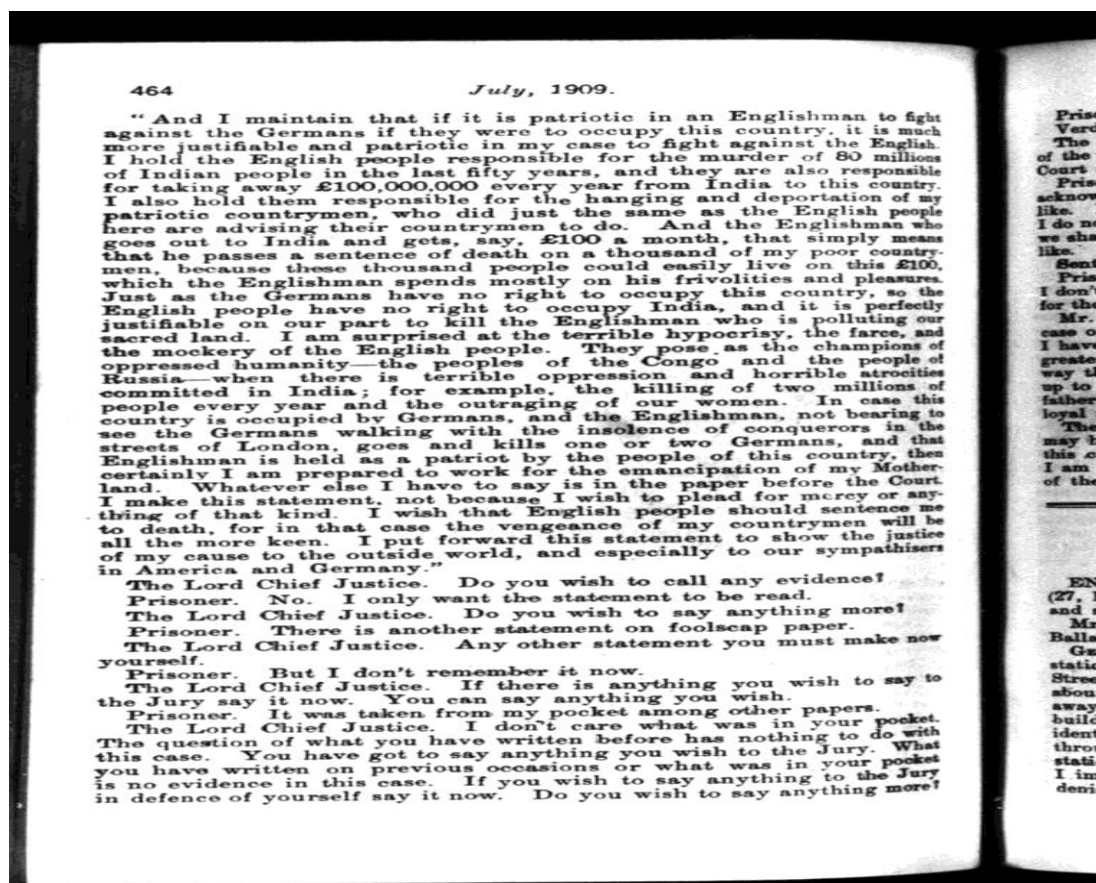 464
July, 1909.
" And I maintain that if it is patriotic in an Englishman to fight
against the Germans if they were to occupy this country, it is much
more justifiable and patriotic in my case to fight against the English.
I hold the English people responsible for the murder of 80 millions
of Indian people in the last fifty years, and they are also responsible
for taking away £100,000,000 every year from India to this country.
I also hold them responsible for the hanging and deportation of my
patriotic countrymen, who did just the same as the English people
here are advising their countrymen to do. And the Englishman who
goes out to India and gets, say, £100 a month, that simply means
that he passes a sentence of death on a thousand of my poor country-
men, because these thousand people could easily live on this £100,
which the Englishman spends mostly on his frivolities and pleasures.
Just as the Germans have no right to occupy this country, so the
English people have no right to occupy India, and it is perfectly
justifiable on our part to kill the Englishman who is polluting our
sacred land. I am surprised at the terrible hypocrisy, the farce, and
the mockery of the English people. They pose as the champions of
oppressed humanity—the peoples of the Congo and the people of
Russia—when there is terrible oppression and horrible atrocities
committed in India; for example, the killing of two millions of
people every year and the outraging of our women. In case this
country is occupied by Germans, and the Englishman, not bearing to
see the Germans walking with the insolence of conquerors in the
streets of London, goes and kills one or two Germans, and that
Englishman is held as a patriot by the people of this country, then
certainly I am prepared to work for the emancipation of my Mother-
land. Whatever else I have to say is in the paper before the Court.
I make this statement, not because I wish to plead for mercy or any-
thing of that kind. I wish that English people should sentence me
to death, for in that case the vengeance of my countrymen will be
all the more keen. I put forward this statement to show the justice
of my cause to the outside world, and especially to our sympathisers
in America and Germany."
The Lord Chief Justice. Do you wish to call any evidence?
Prisoner. No. I only want the statement to be read.
The Lord Chief Justice. Do you wish to say anything more?
Prisoner. There is another statement on foolscap paper.
The Lord Chief Justice. Any other statement you must make now
yourself.
Prisoner. But I don't remember it now.
The Lord Chief Justice. If there is anything you wish to say to
the Jury say it now. You can say anything you wish.
Prisoner. It was taken from my pocket among other papers.
The Lord Chief Justice. I don't care what was in your pocket.
The question of what you have written before has nothing to do with
this case. You have got to say anything you wish to the Jury. What
you have written on previous occasions or what was in your pocket
is no evidence in this case. If you wish to say anything to the Jury
in defence of yourself say it now. Do you wish to say anything more?
The
of the
Court
like.
I do
like.
I don't
for the
Mr.
case
I have
way
up to
father
loyal
The
may
this
I am
of the
EN
(27,
and
Mr
away
I